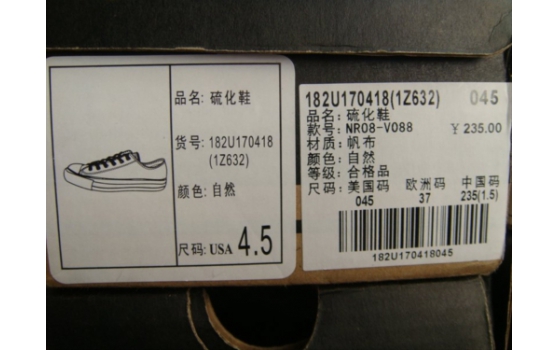 品名: 硫化鞋
货号: 182U170418
(1Z632)
颜色: 自然
尺码: USA 4.5
182U170418(1Z632) 045
品名: 硫化鞋
款号: NR08-V088 ¥ 235.00
材质: 帆布
颜色: 自然
等级: 合格品
尺码: 美国码 欧洲码 中国码
045 37 235(1.5)
182U170418045